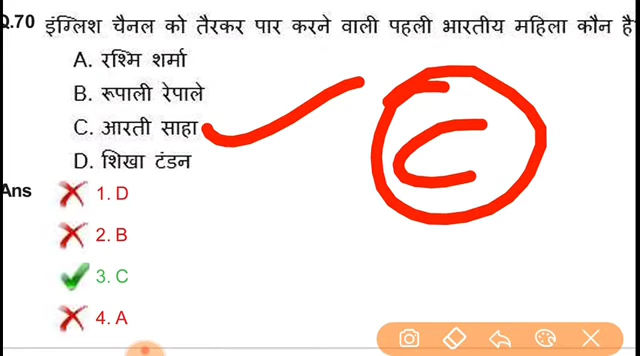 Q.70 इंग्लिश चैनल को तैरकर पार करने वाली पहली भारतीय महिला कौन है
A. रश्मि शर्मा
B. रूपाली रेपाले
C. आरती साहा
D. शिखा टंडन
Ans
1. D
2. B
3. C
4. A
C